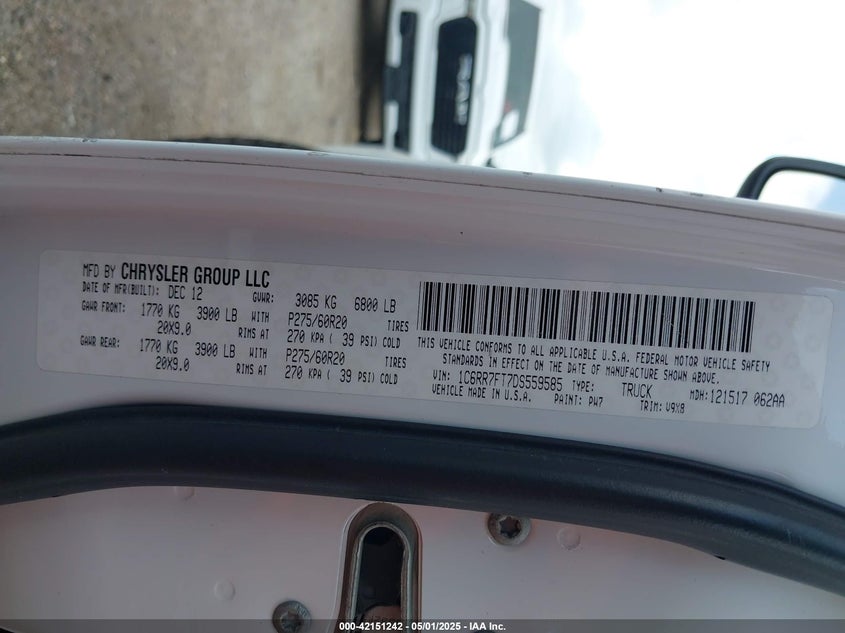 MFD BY CHRYSLER GROUP LLC
DATE OF MFR(BUILT): DEC 12 GVWR: 3085 KG 6800 LB
GAWR FRONT: 1770 KG 3900 LB WITH P275/60R20 TIRES
20X9.0 RIMS AT 270 KPA ( 39 PSI) COLD
GAWR REAR: 1770 KG 3900 LB WITH P275/60R20 TIRES
20X9.0 RIMS AT 270 KPA ( 39 PSI) COLD
THIS VEHICLE CONFORMS TO ALL APPLICABLE U.S.A. FEDERAL MOTOR VEHICLE SAFETY
STANDARDS IN EFFECT ON THE DATE OF MANUFACTURE SHOWN ABOVE.
VIN: 1C6RR7FT7DS559585 TYPE: TRUCK
VEHICLE MADE IN U.S.A. PAINT: PW7 MDH: 121517 062AA
TRIM: V9X8
RAM
000-42151242 - 05/01/2025 - IAA, Inc.